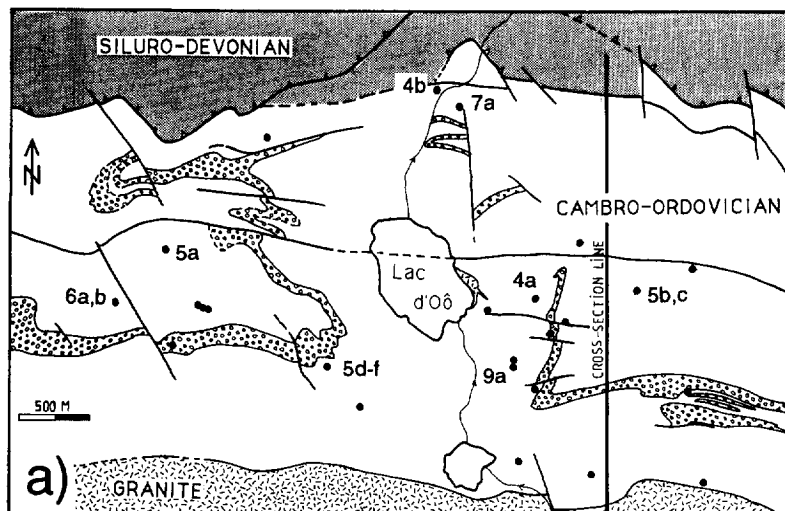 SILURO-DEVONIAN
4b
7a
N
CAMBRO-ORDOVICIAN
5a
Lac
d'Oô
4a
CROSS-SECTION LINE
5b,c
6a,b
5d-f
9a
500 M
a)
GRANITE